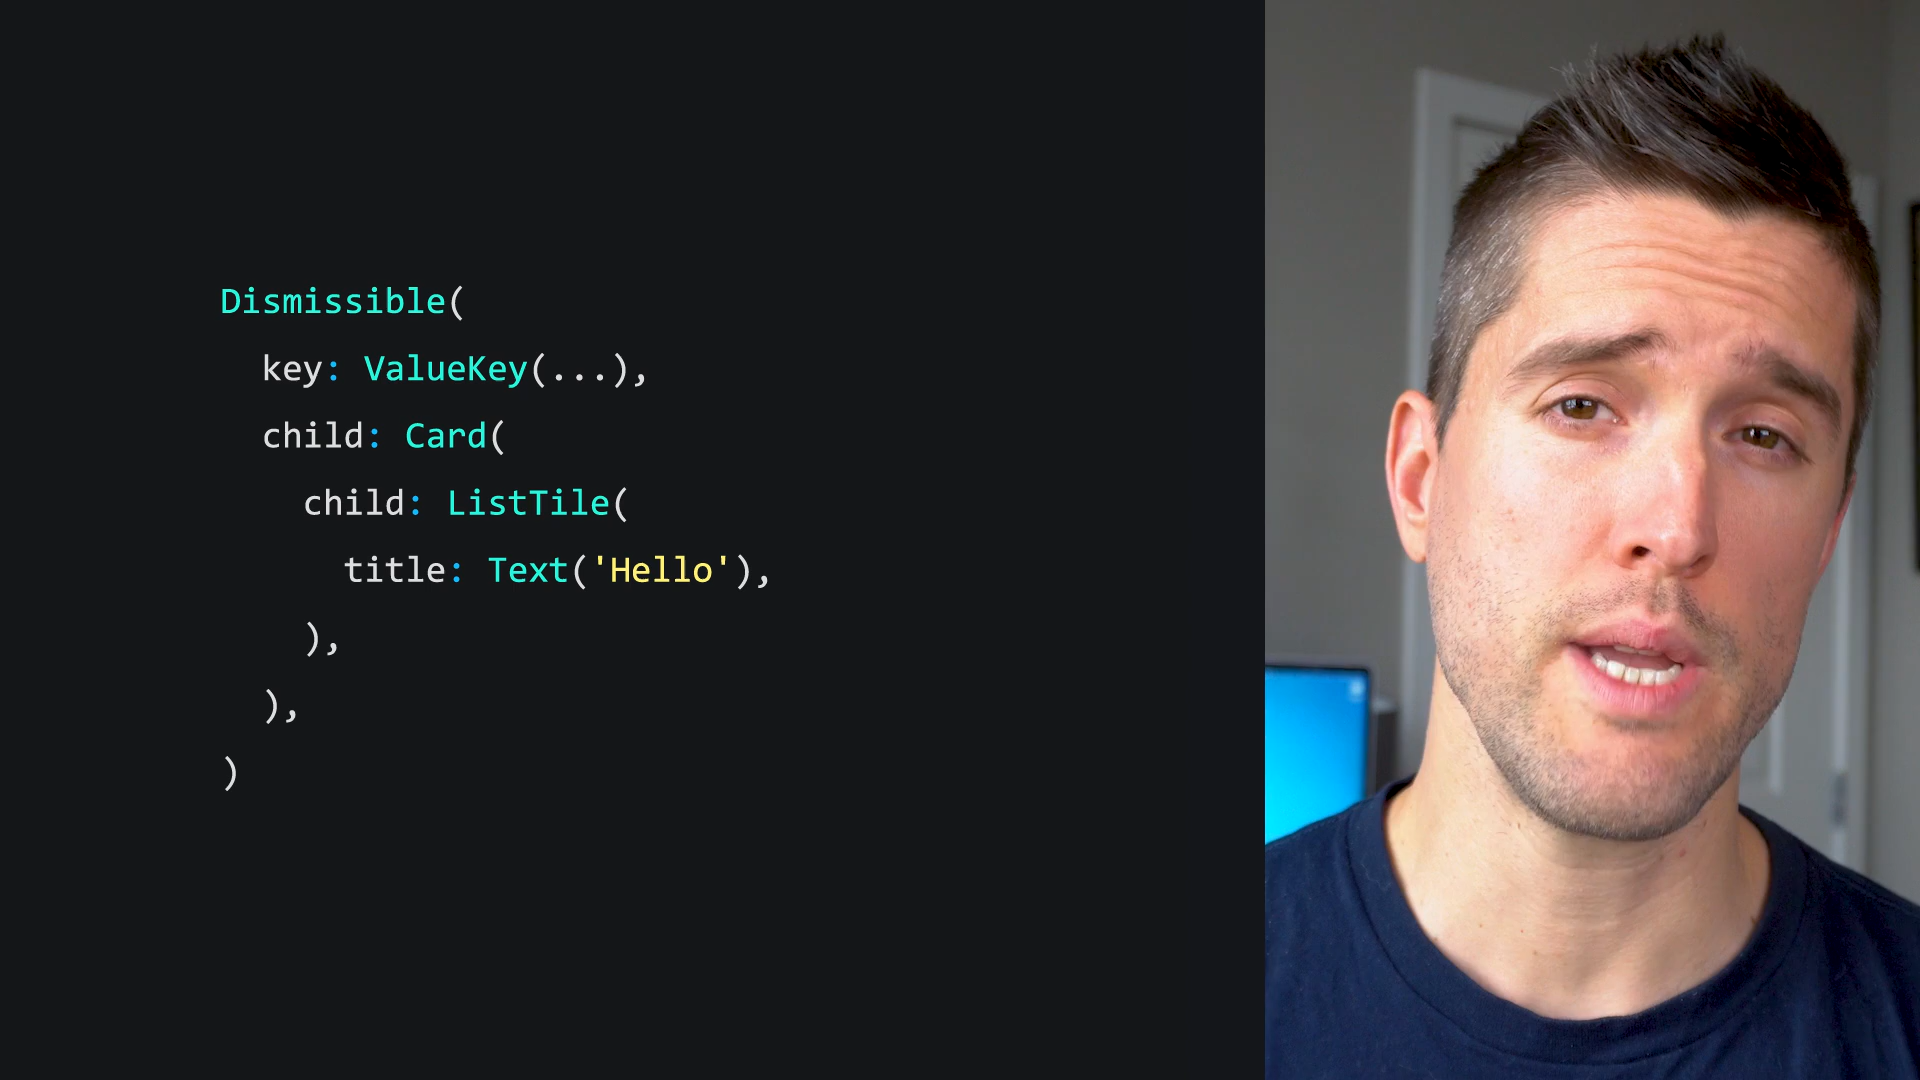 Dismissible(
  key: ValueKey(...),
  child: Card(
    child: ListTile(
      title: Text('Hello'),
    ),
  ),
)